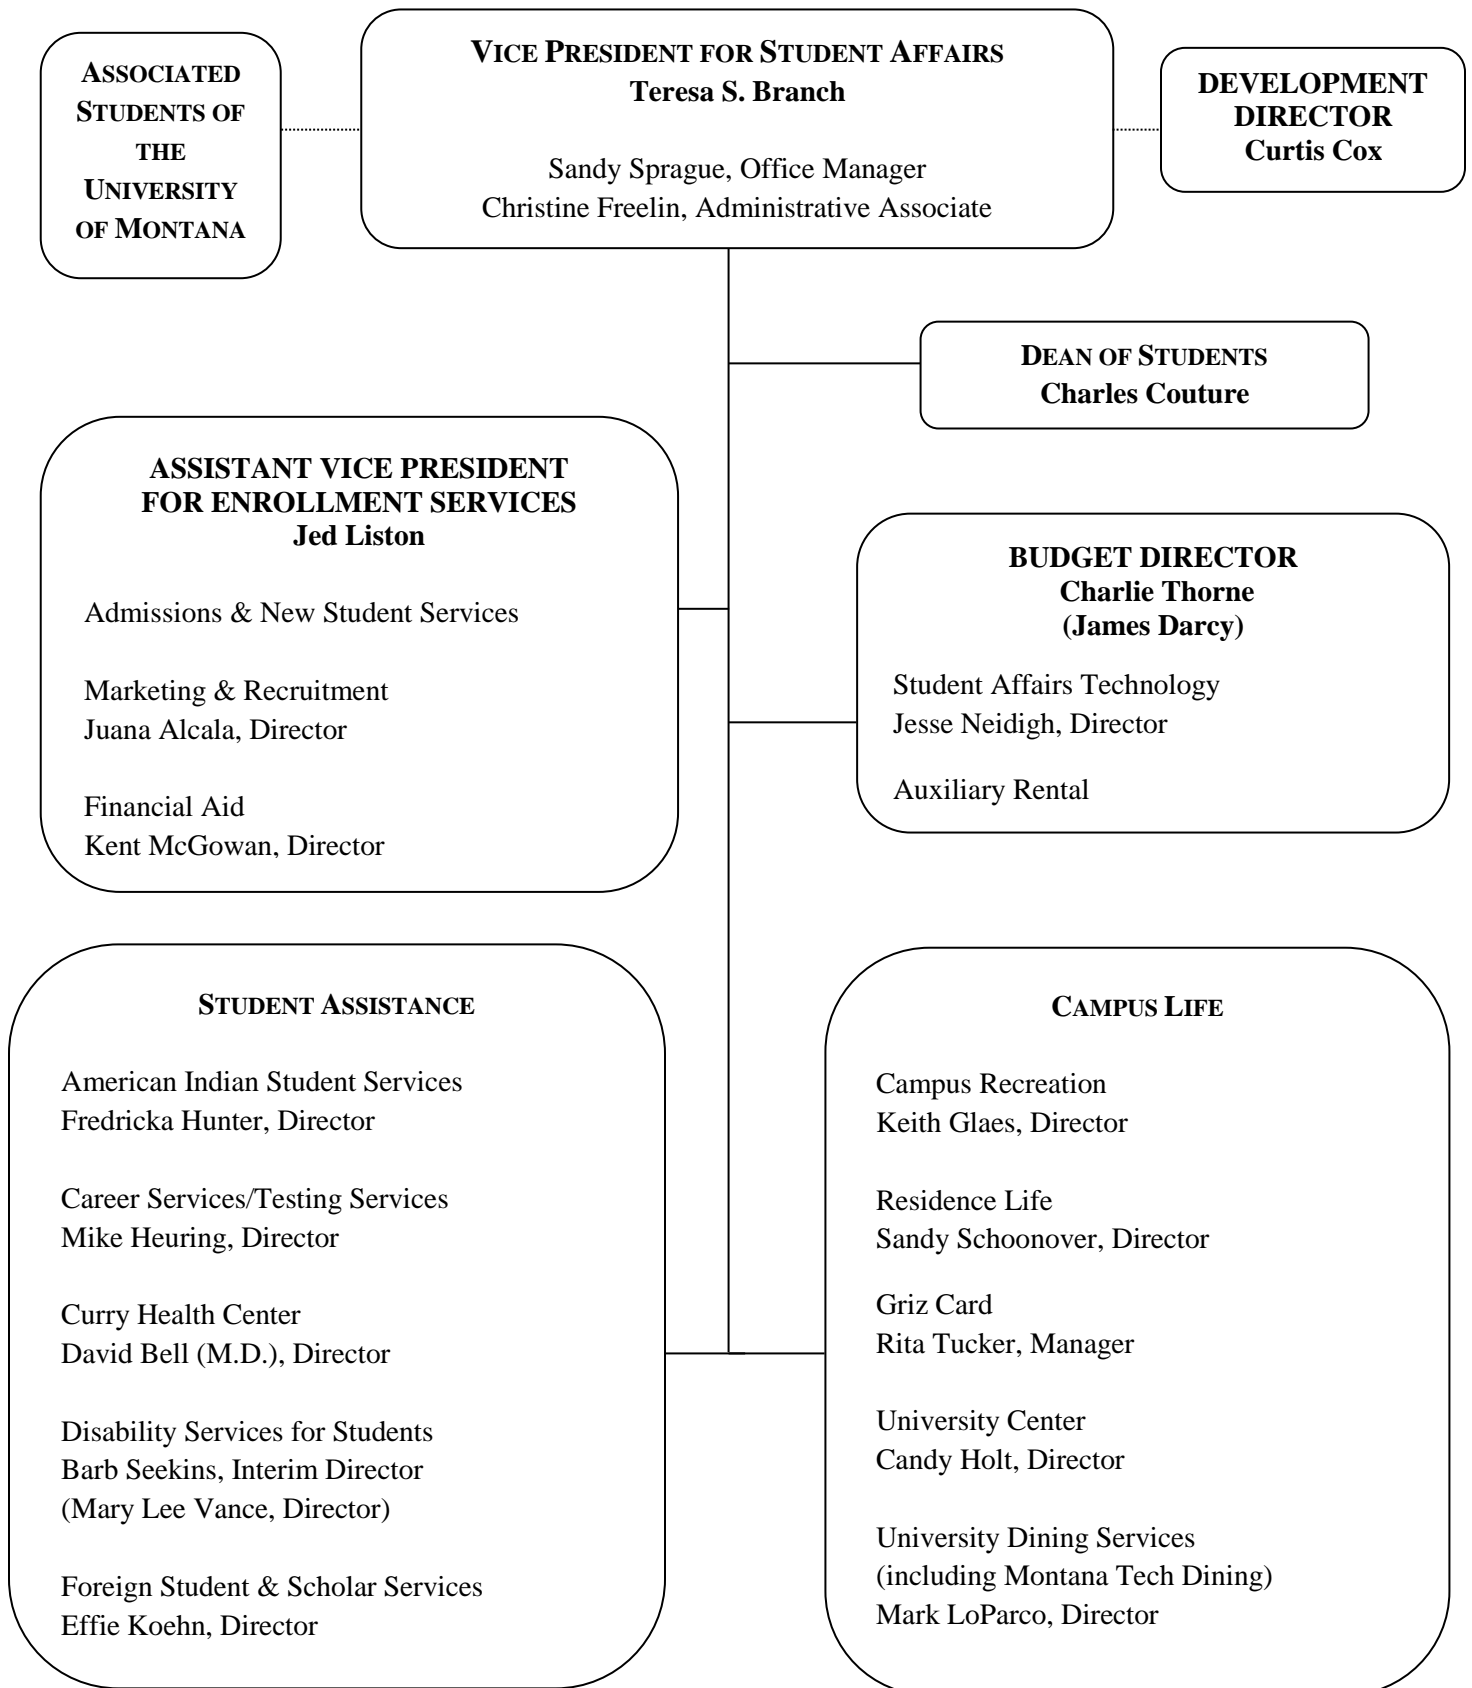 ASSOCIATED
STUDENTS OF
THE
UNIVERSITY
OF MONTANA
VICE PRESIDENT FOR STUDENT AFFAIRS
Teresa S. Branch
Sandy Sprague, Office Manager
Christine Freelin, Administrative Associate
DEVELOPMENT
DIRECTOR
Curtis Cox
DEAN OF STUDENTS
Charles Couture
ASSISTANT VICE PRESIDENT
FOR ENROLLMENT SERVICES
Jed Liston
Admissions & New Student Services
Marketing & Recruitment
Juana Alcala, Director
Financial Aid
Kent McGowan, Director
BUDGET DIRECTOR
Charlie Thorne
(James Darcy)
Student Affairs Technology
Jesse Neidigh, Director
Auxiliary Rental
STUDENT ASSISTANCE
American Indian Student Services
Fredricka Hunter, Director
Career Services/Testing Services
Mike Heuring, Director
Curry Health Center
David Bell (M.D.), Director
Disability Services for Students
Barb Seekins, Interim Director
(Mary Lee Vance, Director)
Foreign Student & Scholar Services
Effie Koehn, Director
CAMPUS LIFE
Campus Recreation
Keith Glaes, Director
Residence Life
Sandy Schoonover, Director
Griz Card
Rita Tucker, Manager
University Center
Candy Holt, Director
University Dining Services
(including Montana Tech Dining)
Mark LoParco, Director